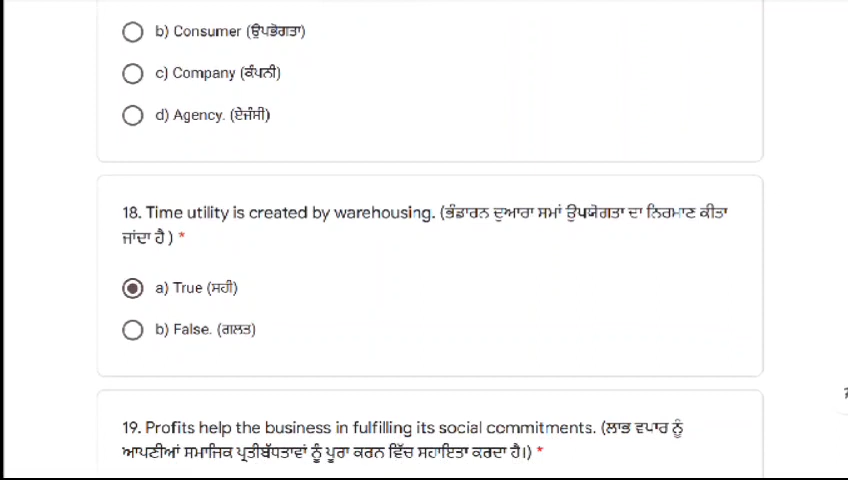 b) Consumer (ਉਪਭੋਗਤਾ)
c) Company (ਕੰਪਨੀ)
d) Agency. (ਏਜੰਸੀ)
18. Time utility is created by warehousing. (ਭੰਡਾਰਨ ਦੁਆਰਾ ਸਮਾਂ ਉਪਯੋਗਤਾ ਦਾ ਨਿਰਮਾਣ ਕੀਤਾ
ਜਾਂਦਾ ਹੈ ) *
a) True (ਸਹੀ)
b) False. (ਗਲਤ)
19. Profits help the business in fulfilling its social commitments. (ਲਾਭ ਵਪਾਰ ਨੂੰ
ਆਪਣੀਆਂ ਸਮਾਜਿਕ ਪ੍ਰਤੀਬੱਧਤਾਵਾਂ ਨੂੰ ਪੂਰਾ ਕਰਨ ਵਿੱਚ ਸਹਾਇਤਾ ਕਰਦਾ ਹੈ।) *